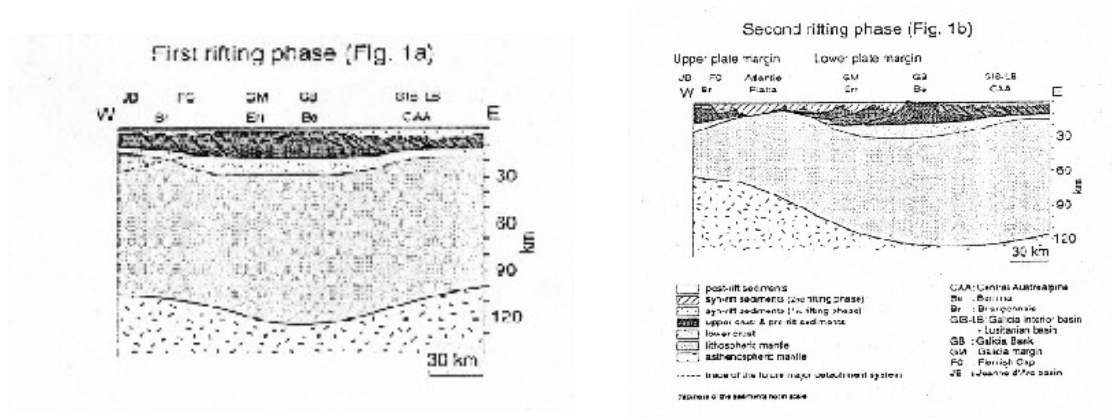 First rifting phase (Fig. 1a)
JB FC GM GB GIB-LB
W Br Err Be CAA E
30
60
km
90
120
30 km
Second rifting phase (Fig. 1b)
Upper plate margin Lower plate margin
JB FC Atlantic GM GB GIB-LB
W Br Err Be CAA E
30
60
km
90
120
30 km
post-rift sediments
syn-rift sediments (2nd rifting phase)
syn-rift sediments (1st rifting phase)
upper crust & pre-rift sediments
lower crust
lithospheric mantle
asthenospheric mantle
trace of the future major detachment system
CAA: Central Austroalpine
Be : Bernina
Br : Briançonnais
GIB-LB: Galicia Interior basin
- Lusitanian basin
GB : Galicia Bank
GM : Galicia margin
FC : Flemish Cap
JB : Jeanne d'Arc basin